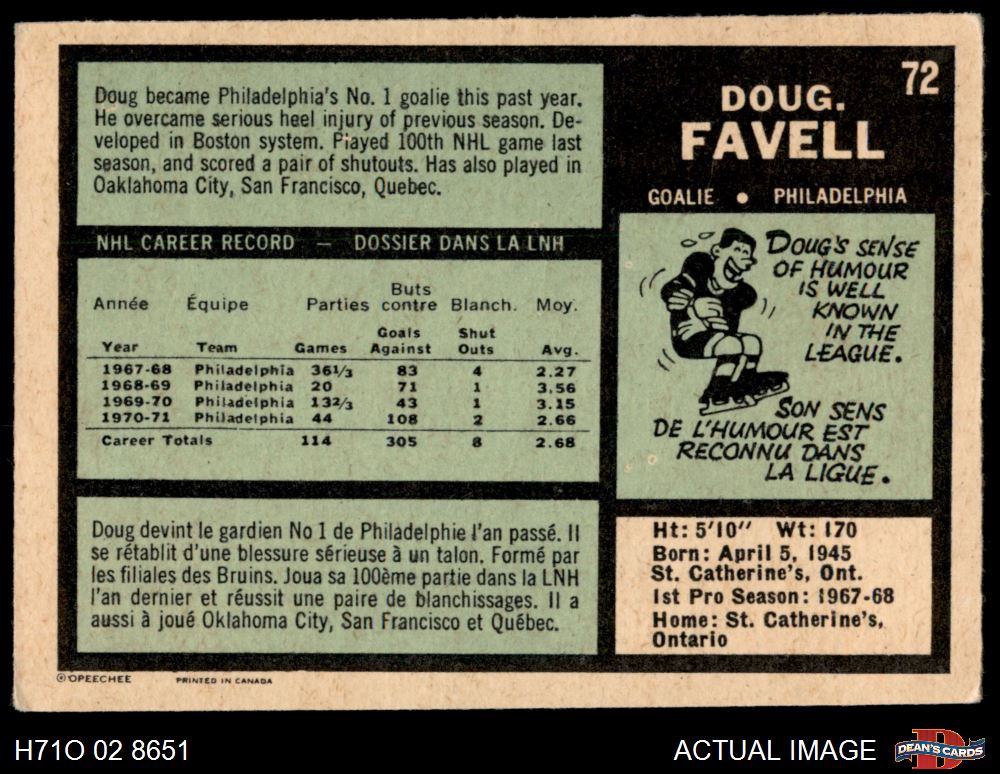 72
DOUG.
FAVELL
GOALIE • PHILADELPHIA
Doug became Philadelphia's No. 1 goalie this past year.
He overcame serious heel injury of previous season. De-
veloped in Boston system. Played 100th NHL game last
season, and scored a pair of shutouts. Has also played in
Oaklahoma City, San Francisco, Quebec.
NHL CAREER RECORD — DOSSIER DANS LA LNH
Année Équipe Parties Buts contre Blanch. Moy.
Year Team Games Goals Against Shut Outs Avg.
1967-68 Philadelphia 361/3 83 4 2.27
1968-69 Philadelphia 20 71 1 3.56
1969-70 Philadelphia 132/3 43 1 3.15
1970-71 Philadelphia 44 108 2 2.66
Career Totals 114 305 8 2.68
DOUG'S SENSE
OF HUMOUR
IS WELL
KNOWN
IN THE
LEAGUE.
SON SENS
DE L'HUMOUR EST
RECONNU DANS
LA LIGUE.
Doug devint le gardien No 1 de Philadelphie l'an passé. Il
se rétablit d'une blessure sérieuse à un talon. Formé par
les filiales des Bruins. Joua sa 100ème partie dans la LNH
l'an dernier et réussit une paire de blanchissages. Il a
aussi à joué Oklahoma City, San Francisco et Québec.
Ht: 5'10" Wt: 170
Born: April 5, 1945
St. Catherine's, Ont.
1st Pro Season: 1967-68
Home: St. Catherine's,
Ontario
© OPEECHEE PRINTED IN CANADA
H71O 02 8651
ACTUAL IMAGE
DEAN'S CARDS